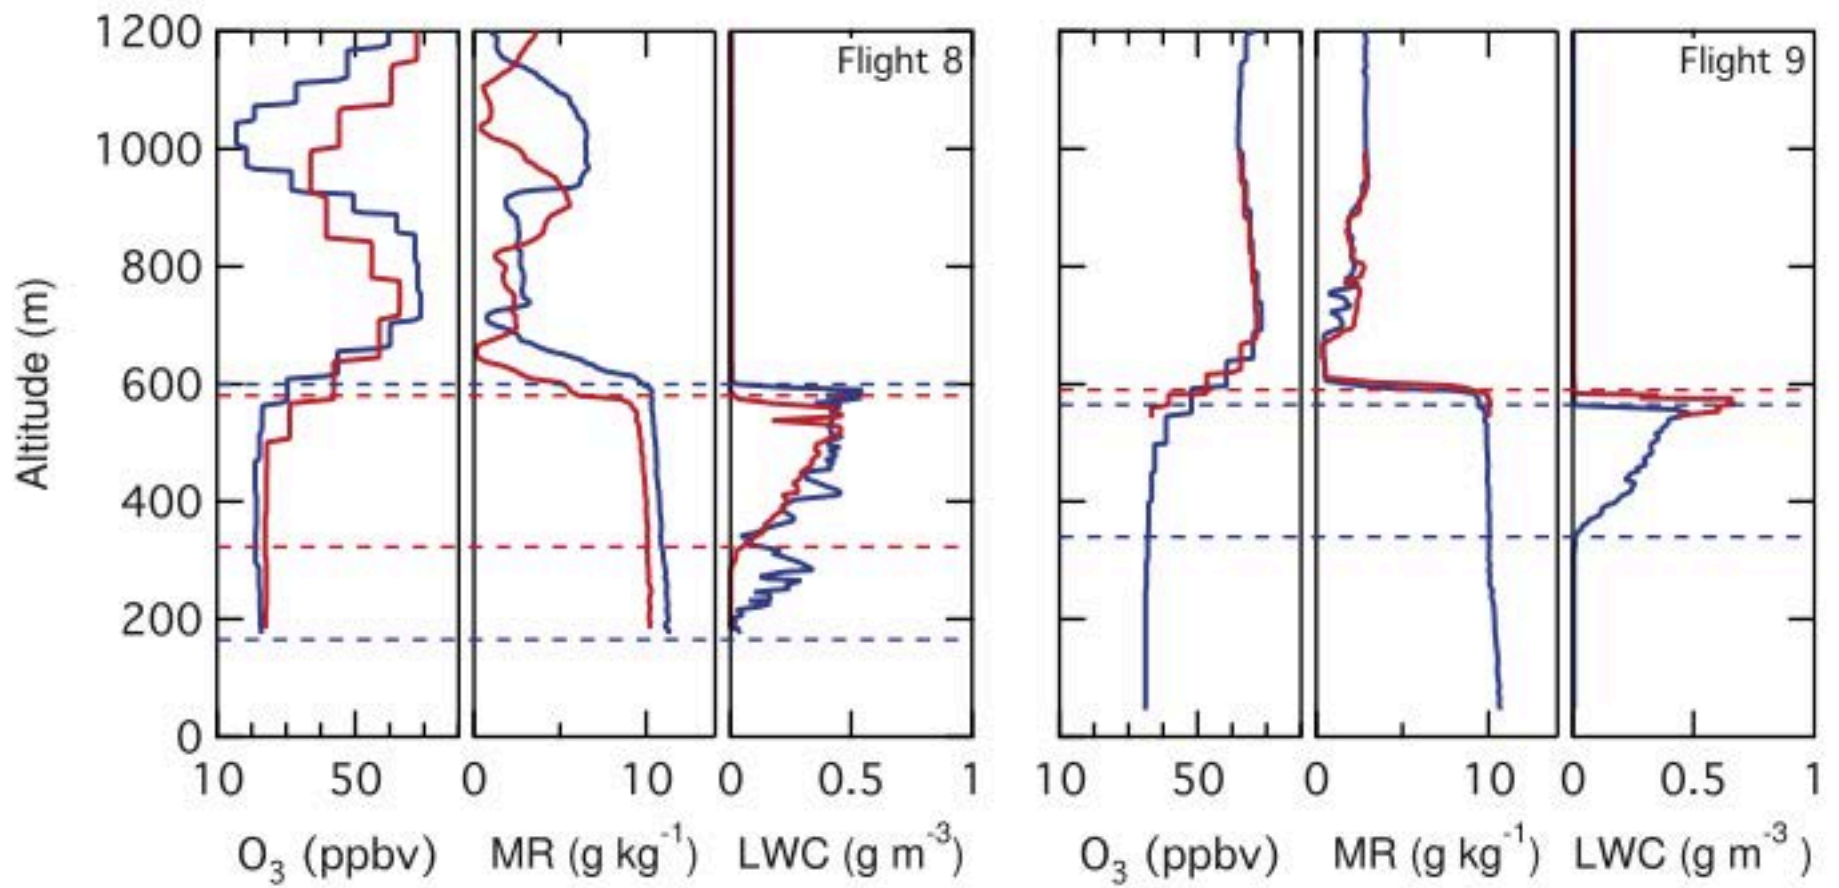 Flight 8
Flight 9
1200
1000
800
600
400
200
0
Altitude (m)
10 50 0 10 0 0.5 1 10 50 0 10 0 0.5 1
O₃ (ppbv) MR (g kg⁻¹) LWC (g m⁻³) O₃ (ppbv) MR (g kg⁻¹) LWC (g m⁻³)